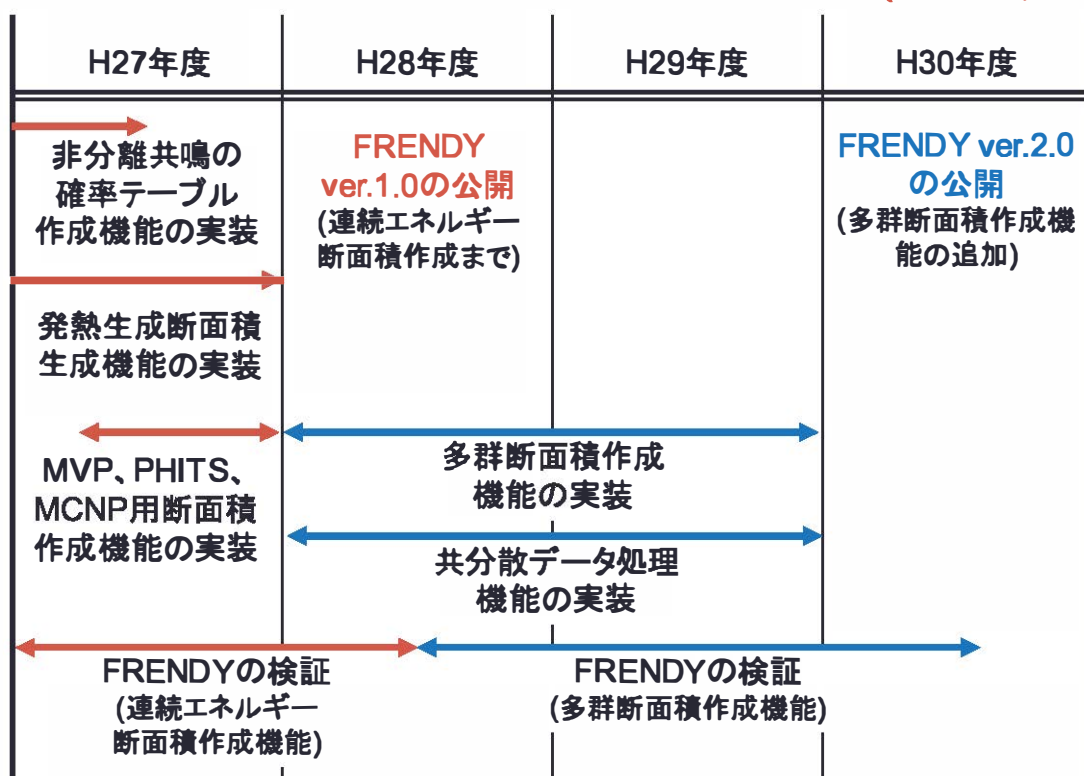 H27年度
H28年度
H29年度
H30年度
非分離共鳴の
確率テーブル
作成機能の実装
FRENDY
ver.1.0の公開
(連続エネルギー
断面積作成まで)
FRENDY ver.2.0
の公開
(多群断面積作成機
能の追加)
発熱生成断面積
生成機能の実装
MVP、PHITS、
MCNP用断面積
作成機能の実装
多群断面積作成
機能の実装
共分散データ処理
機能の実装
FRENDYの検証
(連続エネルギー
断面積作成機能)
FRENDYの検証
(多群断面積作成機能)